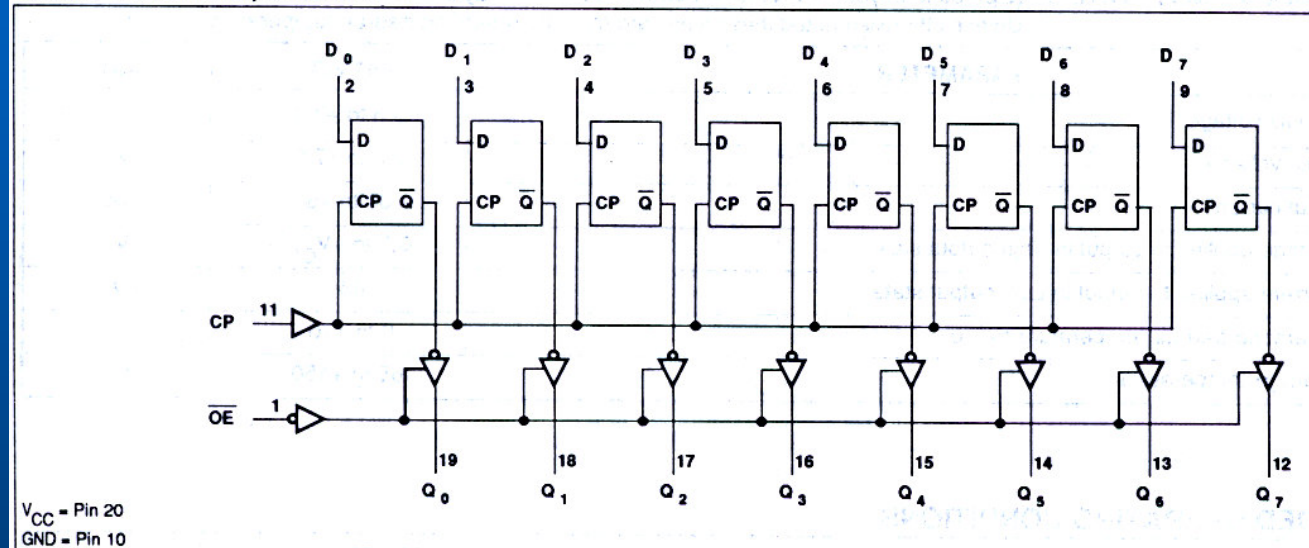 D0 D1 D2 D3 D4 D5 D6 D7
2 3 4 5 6 7 8 9
D D D D D D D D
CP Q̅ CP Q̅ CP Q̅ CP Q̅ CP Q̅ CP Q̅ CP Q̅ CP Q̅
CP 11
O̅E̅ 1
19 18 17 16 15 14 13 12
Q0 Q1 Q2 Q3 Q4 Q5 Q6 Q7
VCC = Pin 20
GND = Pin 10